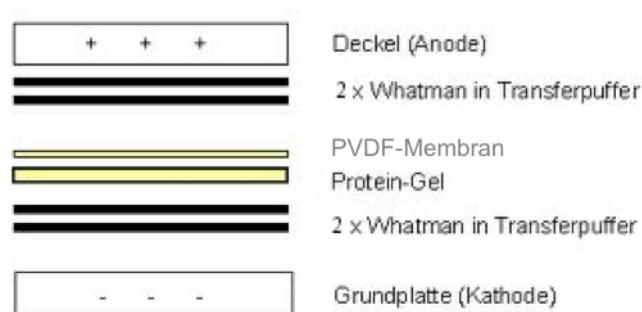 + + + Deckel (Anode)
2 x Whatman in Transferpuffer
PVDF-Membran
Protein-Gel
2 x Whatman in Transferpuffer
- - - Grundplatte (Kathode)